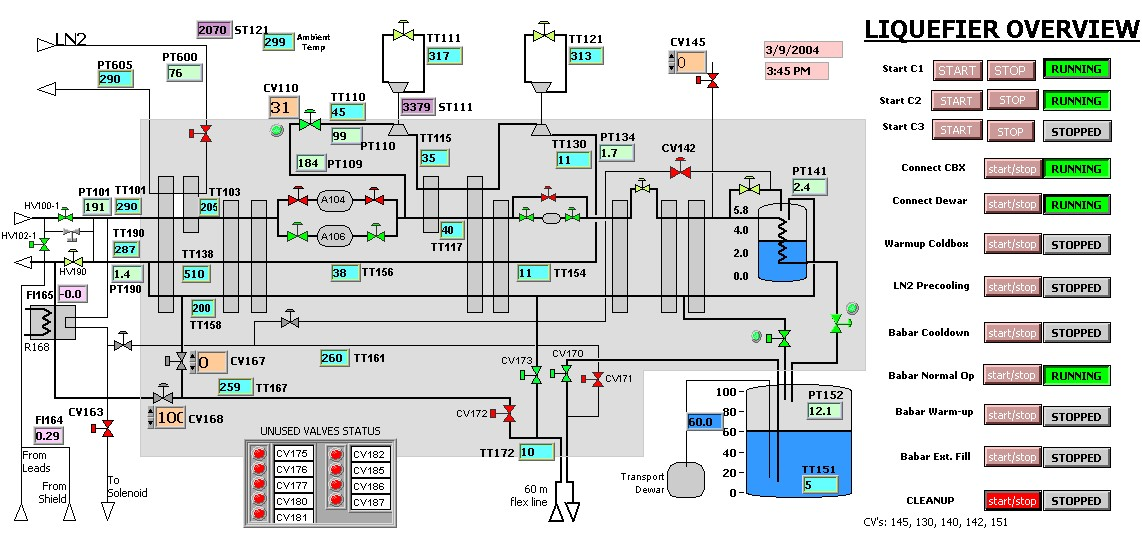 LIQUEFIER OVERVIEW
LN2
2070 ST121
299 Ambient
Temp
TT111
317
TT121
313
CV145
0
3/9/2004
3:45 PM
PT605
290
PT600
76
CV110
31
TT110
45
99
PT110
3379 ST111
184 PT109
TT115
35
TT130
11
PT134
1.7
CV142
PT141
2.4
HV100-1
PT101
191
TT101
290
TT103
205
A104
A106
HV102-1
TT190
287
HV190
1.4
PT190
TT138
510
38 TT156
40
TT117
11 TT154
5.8
4.0
2.0
0.0
FI165
-0.0
R168
200
TT158
0 CV167
260 TT161
259 TT167
CV173
CV170
CV171
CV172
CV168
FI164
0.29
CV163
From
Leads
From
Shield
To
Solenoid
UNUSED VALVES STATUS
CV175
CV176
CV177
CV180
CV181
CV182
CV185
CV186
CV187
TT172 10
60 m
flex line
Transport
Dewar
60.0
100
80
60
40
20
0
PT152
12.1
TT151
5
Start C1 START STOP RUNNING
Start C2 START STOP RUNNING
Start C3 START STOP STOPPED
Connect CBX start/stop RUNNING
Connect Dewar start/stop RUNNING
Warmup Coldbox start/stop STOPPED
LN2 Precooling start/stop STOPPED
Babar Cooldown start/stop STOPPED
Babar Normal Op start/stop RUNNING
Babar Warm-up start/stop STOPPED
Babar Ext. Fill start/stop STOPPED
CLEANUP start/stop STOPPED
CV's: 145, 130, 140, 142, 151